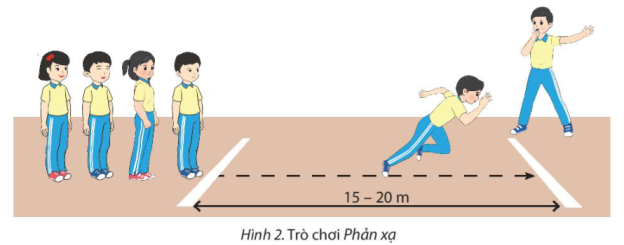 15 – 20 m
Hình 2. Trò chơi Phản xạ